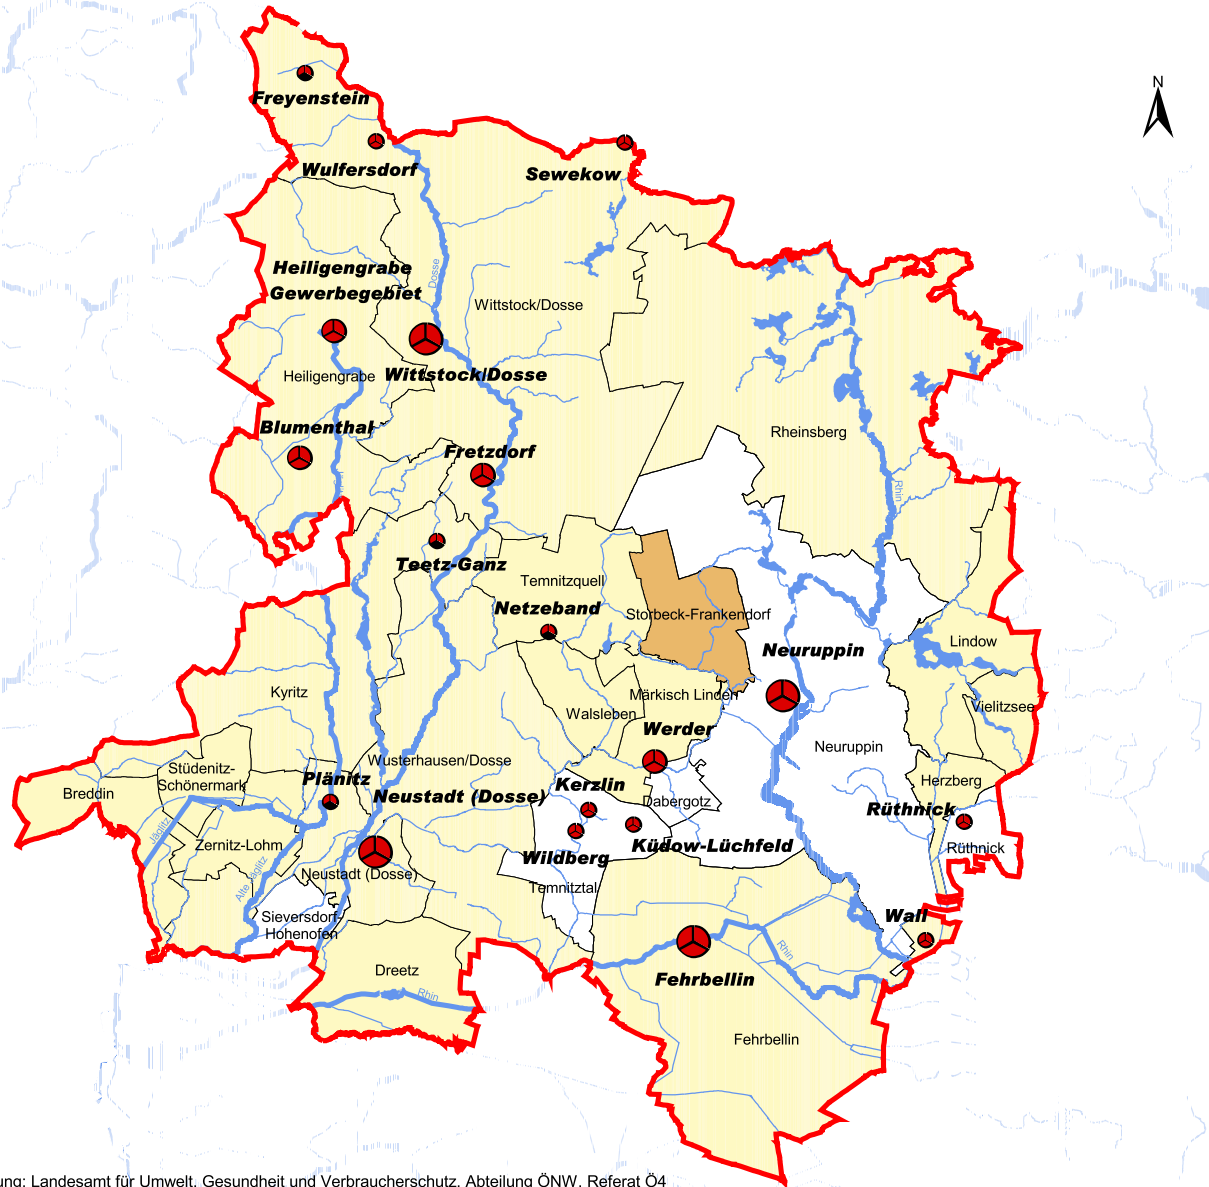 N
Freyenstein
Wulfersdorf
Sewekow
Heiligengrabe
Gewerbegebiet
Dosse
Wittstock/Dosse
Heiligengrabe
Wittstock/Dosse
Blumenthal
Rheinsberg
Fretzdorf
Rhin
Teetz-Ganz
Temnitzquell
Netzeband
Storbeck-Frankendorf
Neuruppin
Lindow
Kyritz
Märkisch Linden
Walsleben
Vielitzsee
Werder
Neuruppin
Wusterhausen/Dosse
Stüdenitz-
Schönermark
Plänitz
Kerzlin
Herzberg
Breddin
Neustadt (Dosse)
Dabergotz
Rüthnick
Jäglitz
Zernitz-Lohm
Küdow-Lüchfeld
Rüthnick
Wildberg
Neustadt (Dosse)
Alte Jäglitz
Temnitztal
Sieversdorf-
Hohenofen
Wall
Rhin
Dreetz
Fehrbellin
Rhin
Fehrbellin
ung: Landesamt für Umwelt, Gesundheit und Verbraucherschutz, Abteilung ÖNW, Referat Ö4